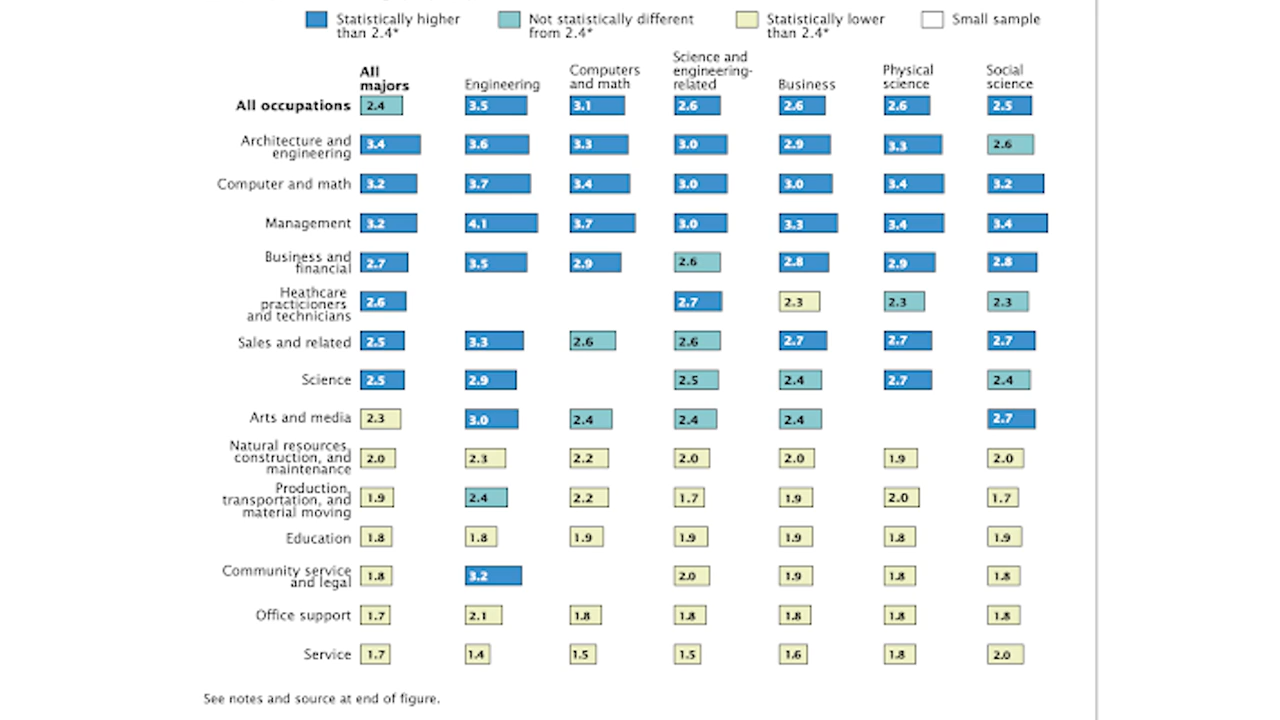 Statistically higher than 2.4*
Not statistically different from 2.4*
Statistically lower than 2.4*
Small sample
All majors
Engineering
Computers and math
Science and engineering-related
Business
Physical science
Social science
All occupations 2.4 3.5 3.1 2.6 2.6 2.6 2.5
Architecture and engineering 3.4 3.6 3.3 3.0 2.9 3.3 2.6
Computer and math 3.2 3.7 3.4 3.0 3.0 3.4 3.2
Management 3.2 4.1 3.7 3.0 3.3 3.4 3.4
Business and financial 2.7 3.5 2.9 2.6 2.8 2.9 2.8
Heathcare practicioners and technicians 2.6 2.7 2.3 2.3 2.3
Sales and related 2.5 3.3 2.6 2.6 2.7 2.7 2.7
Science 2.5 2.9 2.5 2.4 2.7 2.4
Arts and media 2.3 3.0 2.4 2.4 2.4 2.7
Natural resources, construction, and maintenance 2.0 2.3 2.2 2.0 2.0 1.9 2.0
Production, transportation, and material moving 1.9 2.4 2.2 1.7 1.9 2.0 1.7
Education 1.8 1.8 1.9 1.9 1.9 1.8 1.9
Community service and legal 1.8 3.2 2.0 1.9 1.8 1.8
Office support 1.7 2.1 1.8 1.8 1.8 1.8 1.8
Service 1.7 1.4 1.5 1.5 1.6 1.8 2.0
See notes and source at end of figure.